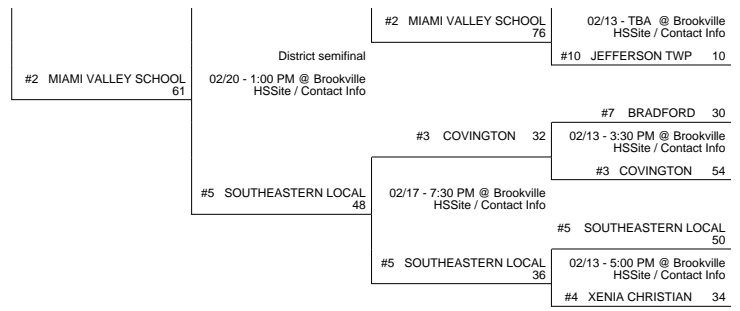 #2 MIAMI VALLEY SCHOOL
76
02/13 - TBA @ Brookville
HSSite / Contact Info
#10 JEFFERSON TWP 10
District semifinal
#2 MIAMI VALLEY SCHOOL
61
02/20 - 1:00 PM @ Brookville
HSSite / Contact Info
#7 BRADFORD 30
#3 COVINGTON 32
02/13 - 3:30 PM @ Brookville
HSSite / Contact Info
#3 COVINGTON 54
#5 SOUTHEASTERN LOCAL
48
02/17 - 7:30 PM @ Brookville
HSSite / Contact Info
#5 SOUTHEASTERN LOCAL
50
#5 SOUTHEASTERN LOCAL
36
02/13 - 5:00 PM @ Brookville
HSSite / Contact Info
#4 XENIA CHRISTIAN 34